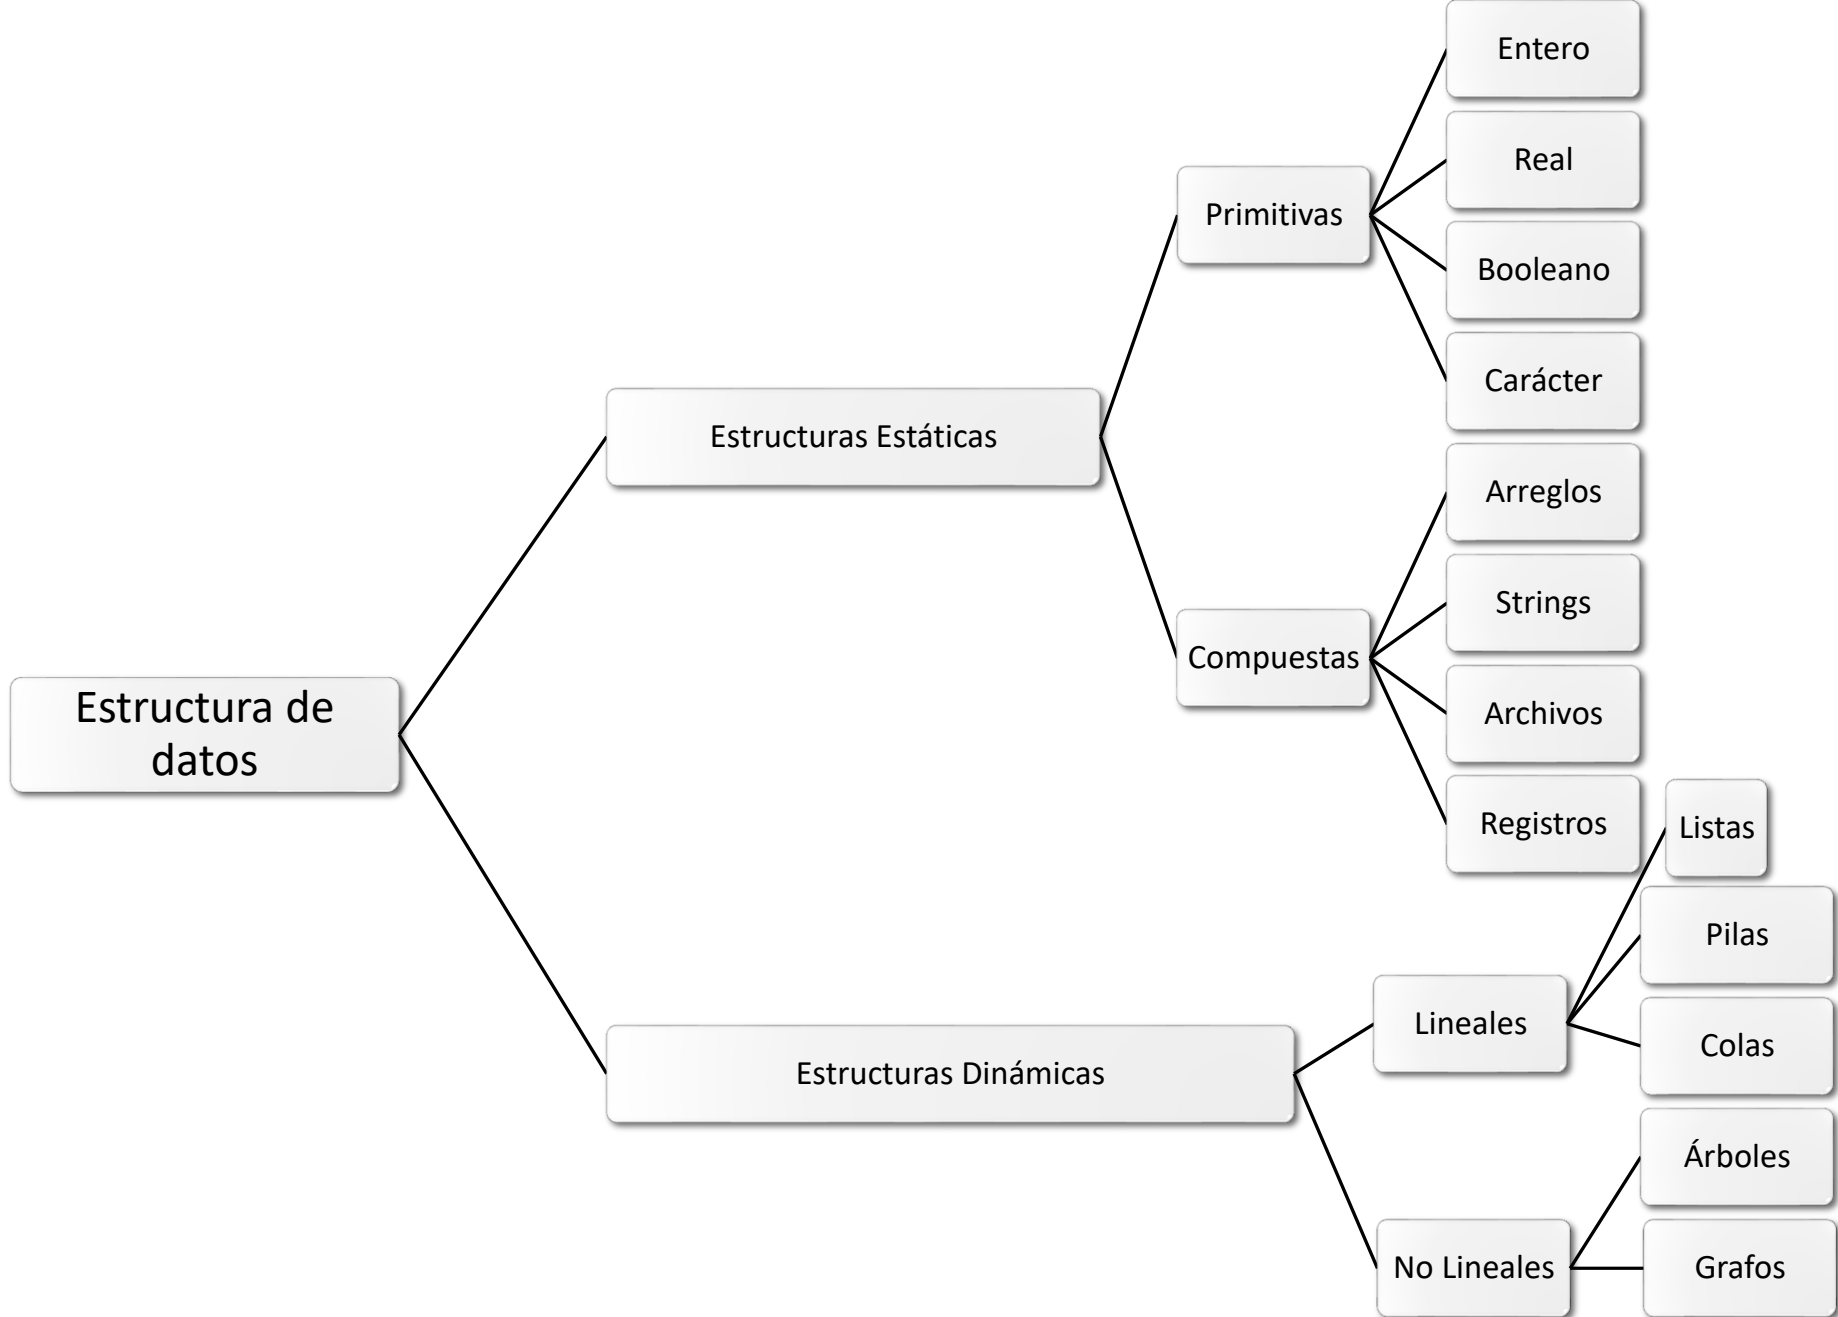 Estructura de
datos
Estructuras Estáticas
Primitivas
Entero
Real
Booleano
Carácter
Compuestas
Arreglos
Strings
Archivos
Registros
Estructuras Dinámicas
Lineales
Listas
Pilas
Colas
No Lineales
Árboles
Grafos